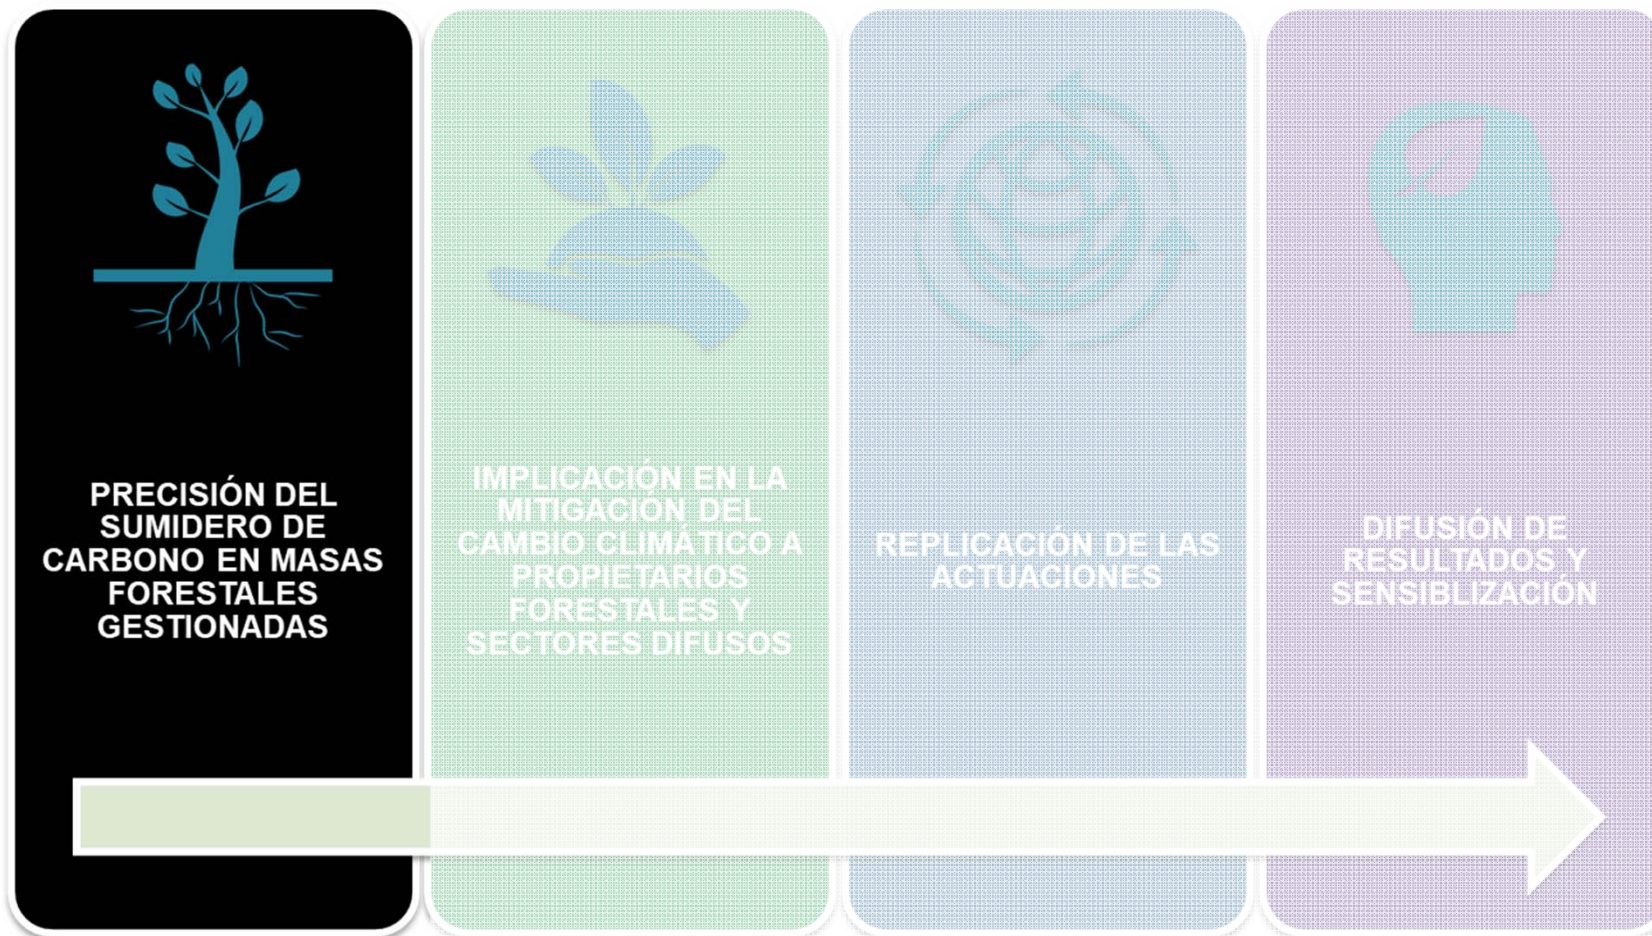 PRECISIÓN DEL
SUMIDERO DE
CARBONO EN MASAS
FORESTALES
GESTIONADAS
IMPLICACIÓN EN LA
MITIGACIÓN DEL
CAMBIO CLIMÁTICO A
PROPIETARIOS
FORESTALES Y
SECTORES DIFUSOS
REPLICACIÓN DE LAS
ACTUACIONES
DIFUSIÓN DE
RESULTADOS Y
SENSIBLIZACIÓN